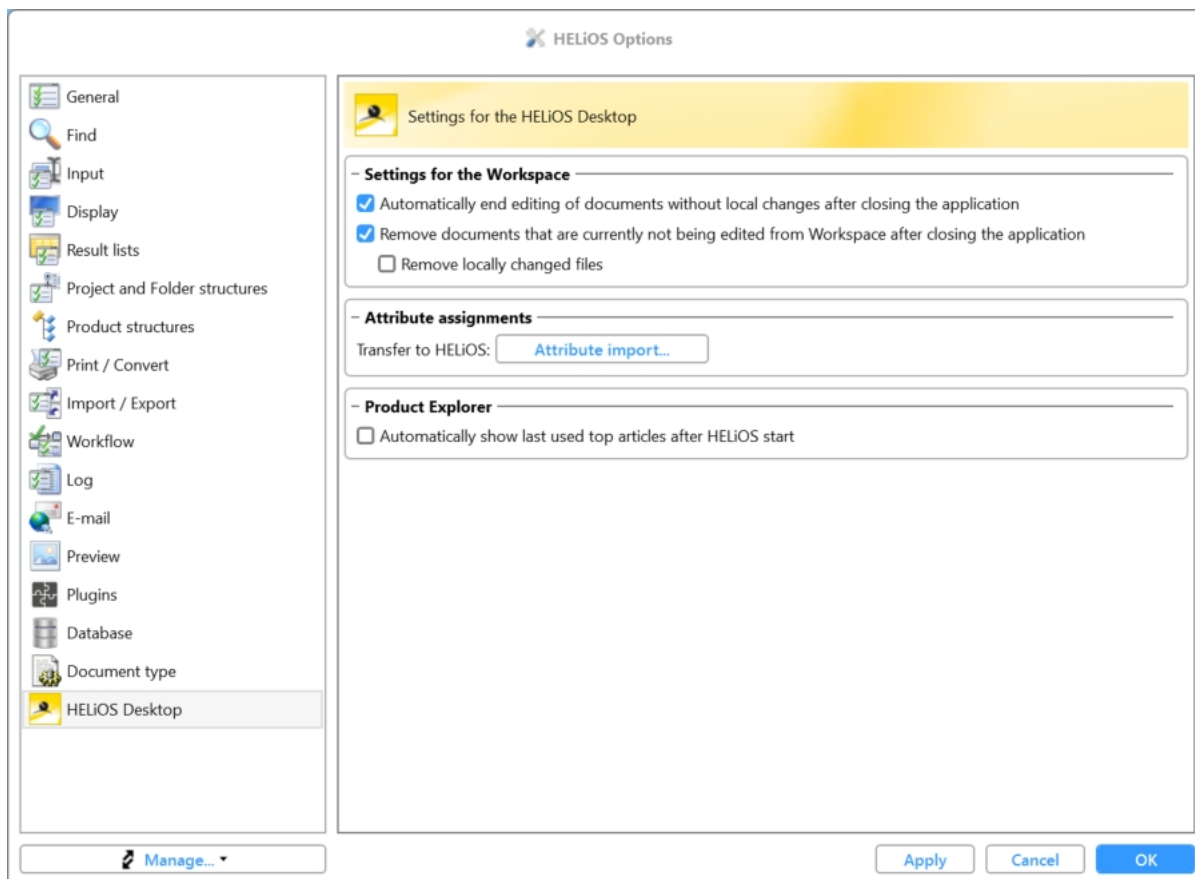 HELiOS Options
General
Find
Input
Display
Result lists
Project and Folder structures
Product structures
Print / Convert
Import / Export
Workflow
Log
E-mail
Preview
Plugins
Database
Document type
HELiOS Desktop
Manage...
Settings for the HELiOS Desktop
Settings for the Workspace
Automatically end editing of documents without local changes after closing the application
Remove documents that are currently not being edited from Workspace after closing the application
Remove locally changed files
Attribute assignments
Transfer to HELiOS: Attribute import...
Product Explorer
Automatically show last used top articles after HELiOS start
Apply Cancel OK